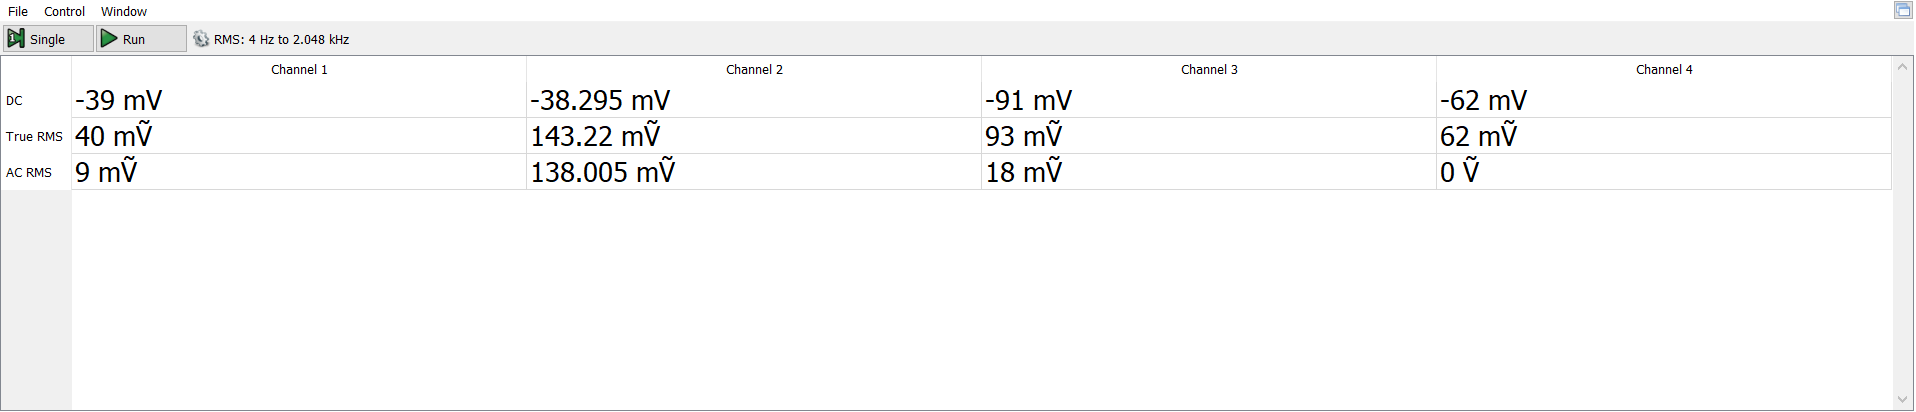 File Control Window
Single Run RMS: 4 Hz to 2.048 kHz
Channel 1 Channel 2 Channel 3 Channel 4
DC -39 mV -38.295 mV -91 mV -62 mV
True RMS 40 mṼ 143.22 mṼ 93 mṼ 62 mṼ
AC RMS 9 mṼ 138.005 mṼ 18 mṼ 0 Ṽ